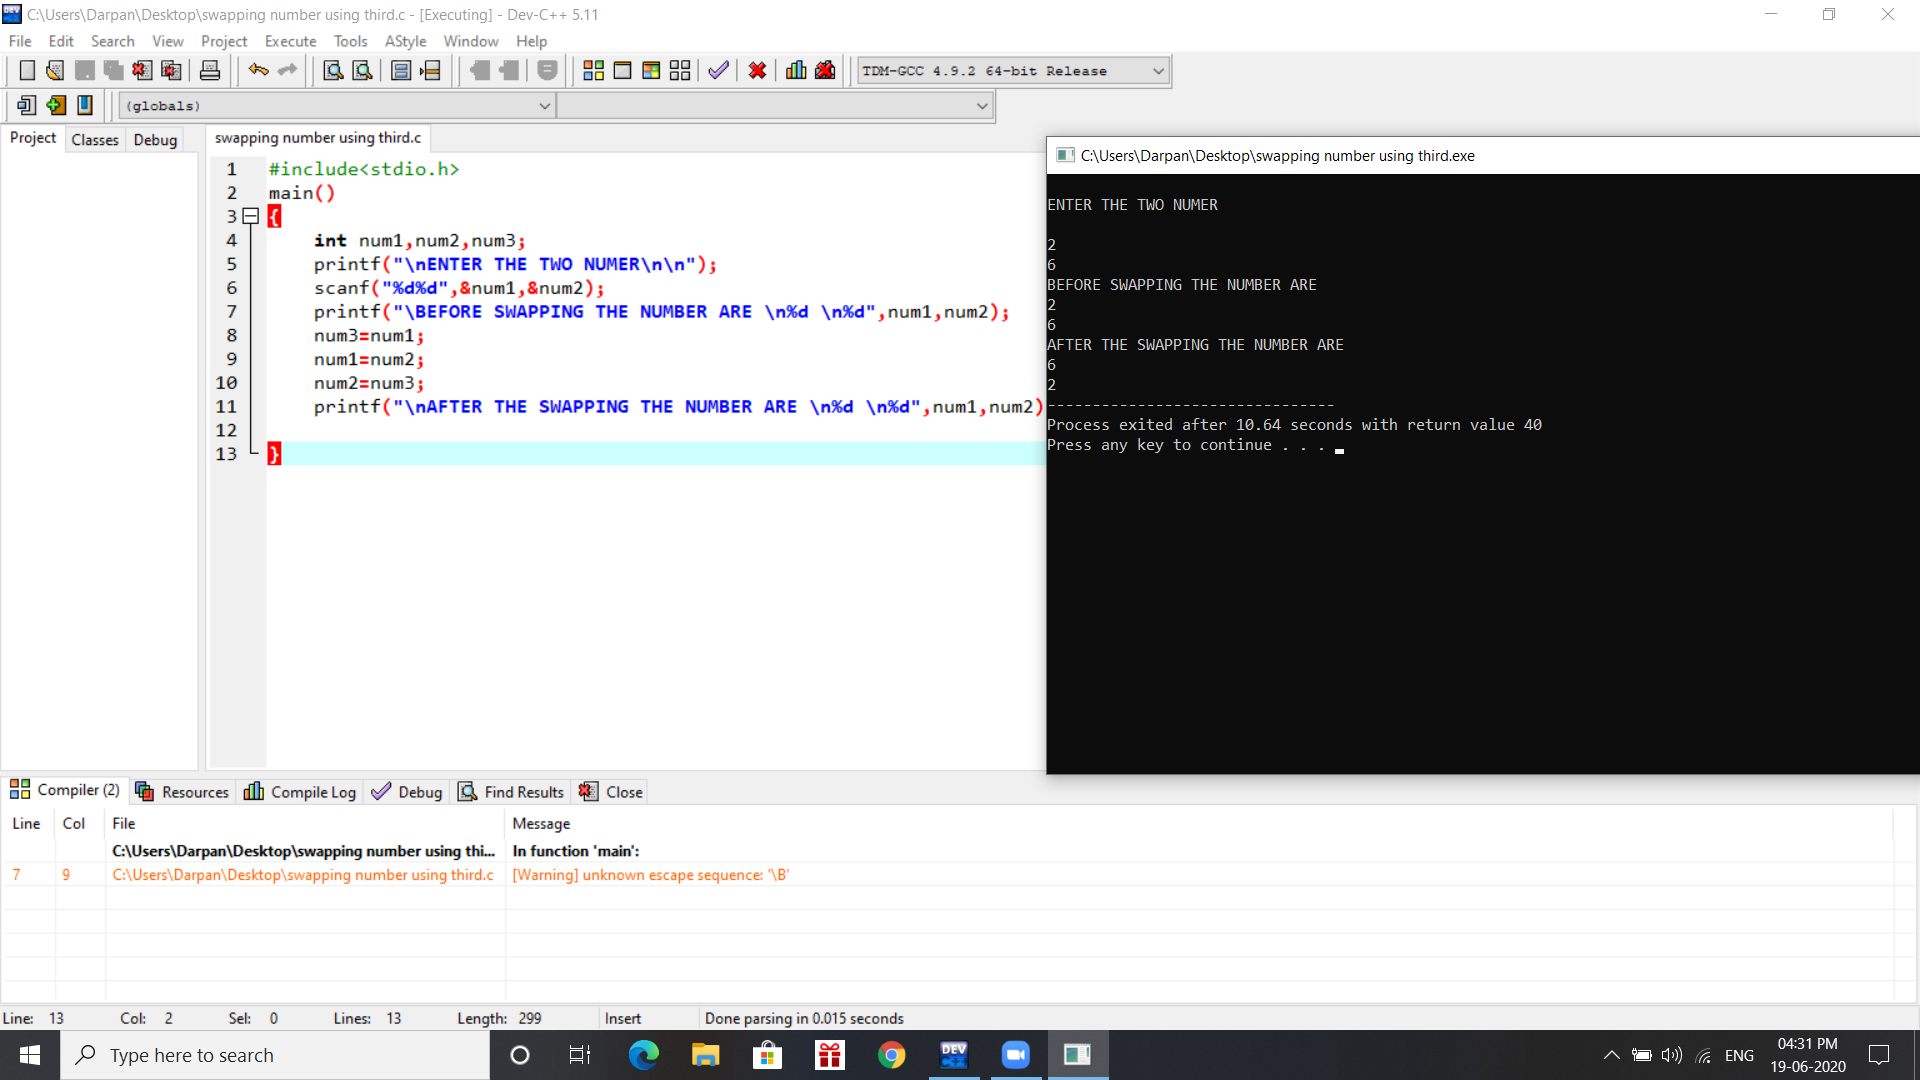 C:\Users\Darpan\Desktop\swapping number using third.c - [Executing] - Dev-C++ 5.11
File Edit Search View Project Execute Tools AStyle Window Help
TDM-GCC 4.9.2 64-bit Release
(globals)
Project Classes Debug
swapping number using third.c
1 #include<stdio.h>
2 main()
3 {
4 int num1,num2,num3;
5 printf("\nENTER THE TWO NUMER\n\n");
6 scanf("%d%d",&num1,&num2);
7 printf("\BEFORE SWAPPING THE NUMBER ARE \n%d \n%d",num1,num2);
8 num3=num1;
9 num1=num2;
10 num2=num3;
11 printf("\nAFTER THE SWAPPING THE NUMBER ARE \n%d \n%d",num1,num2)
12
13 }
C:\Users\Darpan\Desktop\swapping number using third.exe
ENTER THE TWO NUMER
2
6
BEFORE SWAPPING THE NUMBER ARE
2
6
AFTER THE SWAPPING THE NUMBER ARE
6
2
--------------------------------
Process exited after 10.64 seconds with return value 40
Press any key to continue . . .
Compiler (2) Resources Compile Log Debug Find Results Close
Line Col File Message
C:\Users\Darpan\Desktop\swapping number using thi... In function 'main':
7 9 C:\Users\Darpan\Desktop\swapping number using third.c [Warning] unknown escape sequence: '\B'
Line: 13 Col: 2 Sel: 0 Lines: 13 Length: 299 Insert Done parsing in 0.015 seconds
Type here to search
DEV C++
ENG
04:31 PM
19-06-2020